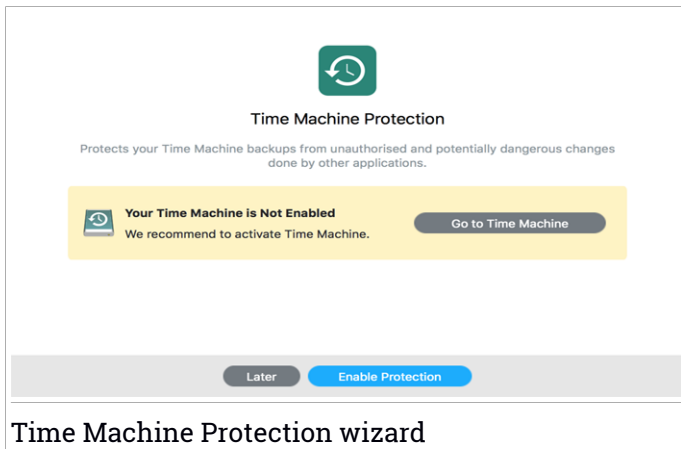 Time Machine Protection
Protects your Time Machine backups from unauthorised and potentially dangerous changes
done by other applications.
Your Time Machine is Not Enabled
We recommend to activate Time Machine.
Go to Time Machine
Later
Enable Protection
Time Machine Protection wizard